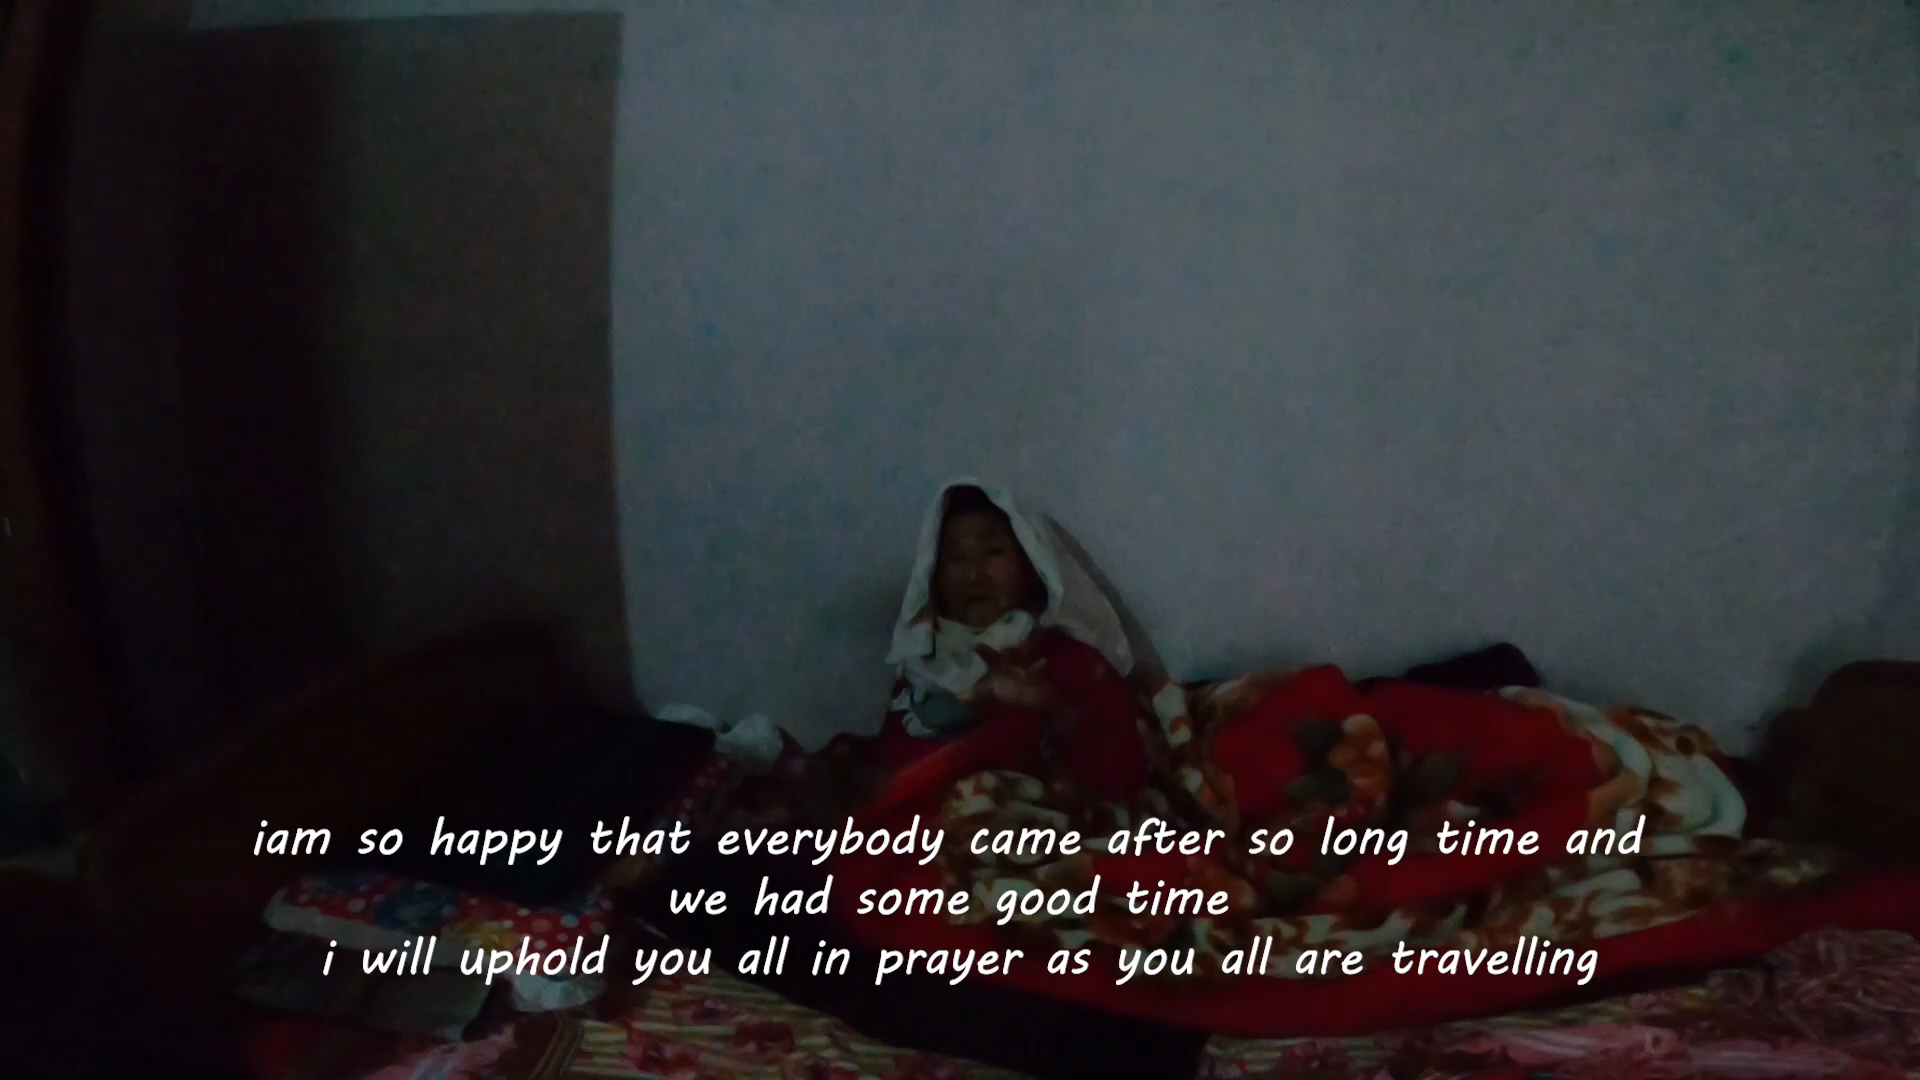 iam so happy that everybody came after so long time and
we had some good time
i will uphold you all in prayer as you all are travelling